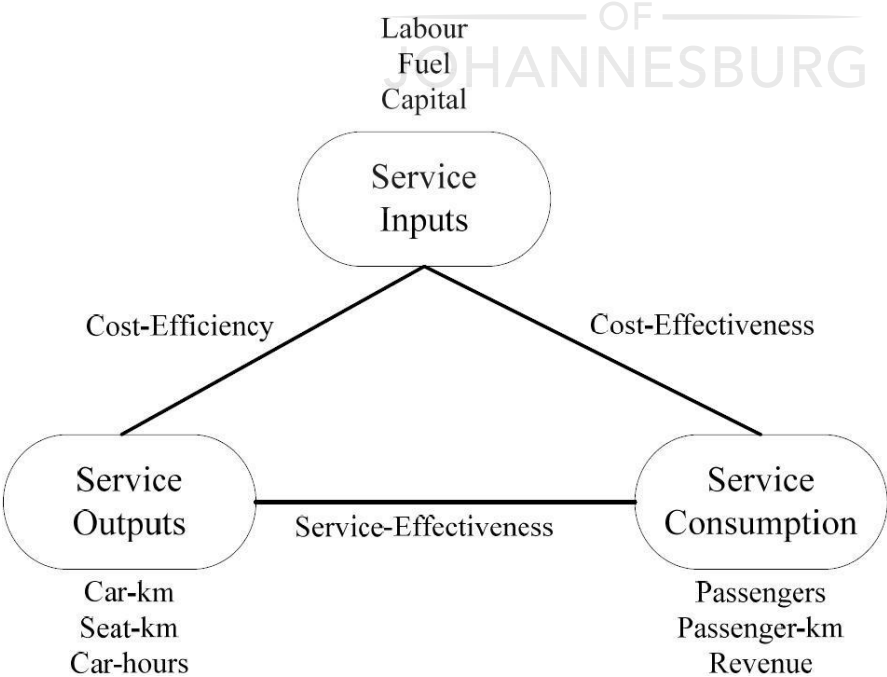 OF
JOHANNESBURG
Labour
Fuel
Capital
Service
Inputs
Cost-Efficiency
Cost-Effectiveness
Service
Outputs
Service-Effectiveness
Service
Consumption
Car-km
Seat-km
Car-hours
Passengers
Passenger-km
Revenue